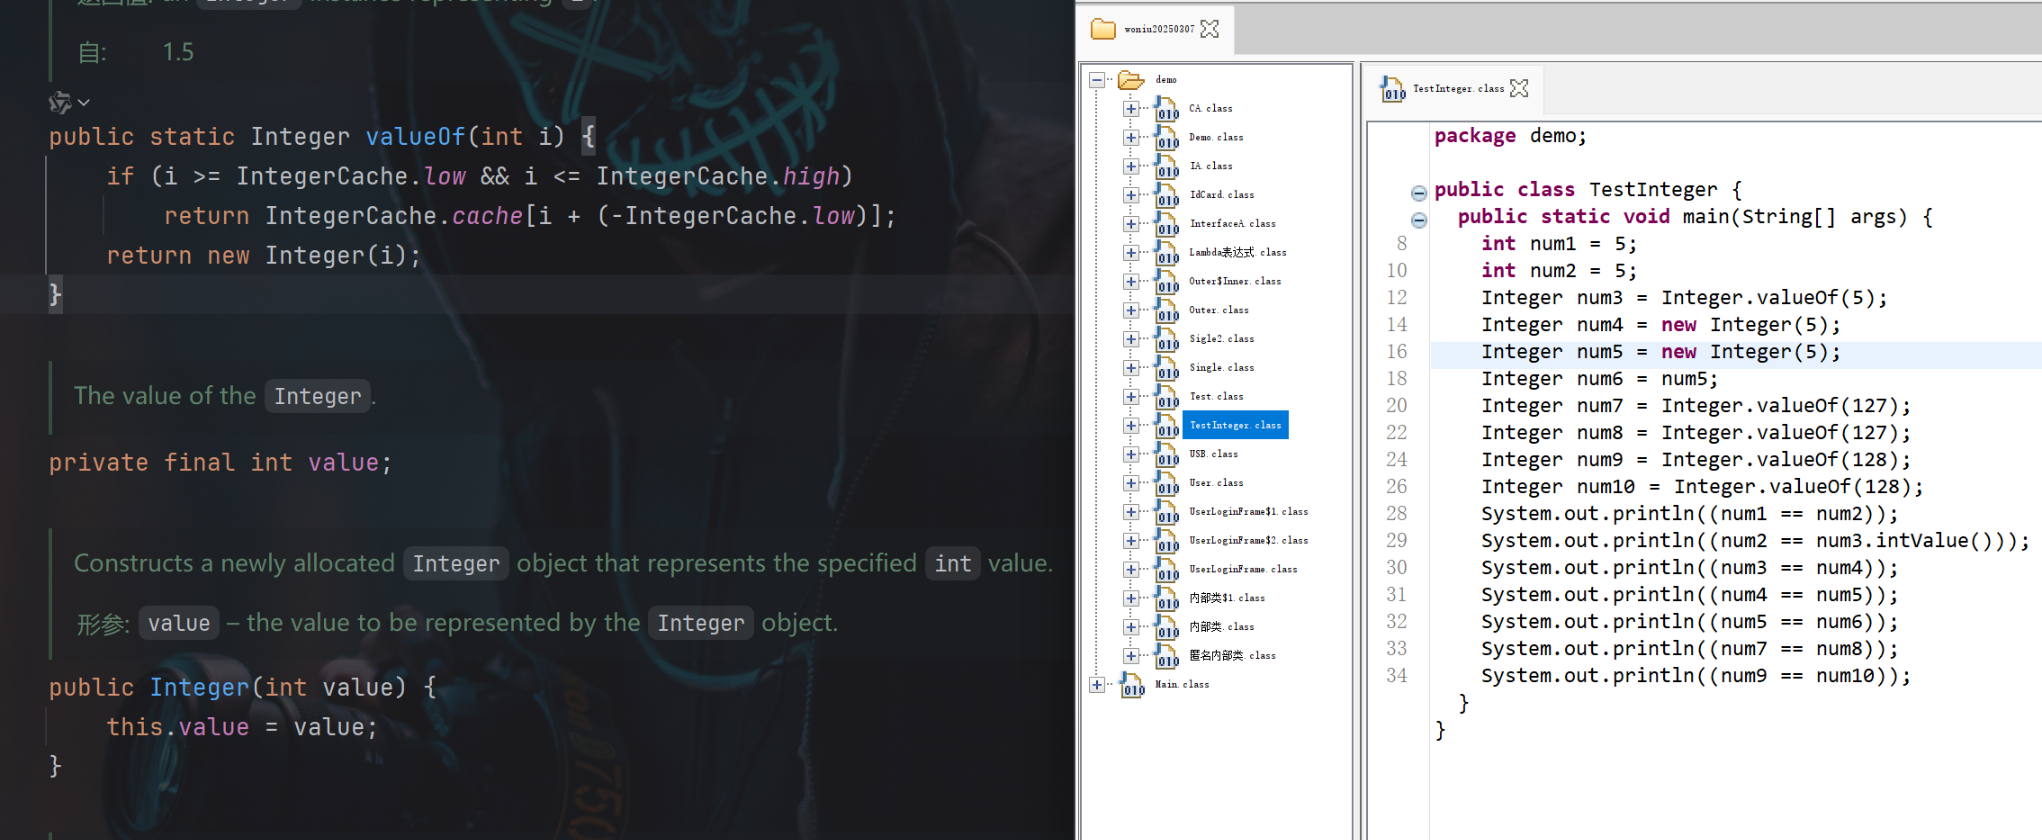 返回值: an Integer instance representing i.
自: 1.5
public static Integer valueOf(int i) {
if (i >= IntegerCache.low && i <= IntegerCache.high)
return IntegerCache.cache[i + (-IntegerCache.low)];
return new Integer(i);
}
The value of the Integer.
private final int value;
Constructs a newly allocated Integer object that represents the specified int value.
形参: value – the value to be represented by the Integer object.
public Integer(int value) {
this.value = value;
}
woniu20250307
demo
CA.class
Demo.class
IA.class
IdCard.class
InterfaceA.class
Lambda表达式.class
Outer$Inner.class
Outer.class
Sigle2.class
Single.class
Test.class
TestInteger.class
USB.class
User.class
UserLoginFrame$1.class
UserLoginFrame$2.class
UserLoginFrame.class
内部类$1.class
内部类.class
匿名内部类.class
Main.class
TestInteger.class
package demo;
public class TestInteger {
public static void main(String[] args) {
8 int num1 = 5;
10 int num2 = 5;
12 Integer num3 = Integer.valueOf(5);
14 Integer num4 = new Integer(5);
16 Integer num5 = new Integer(5);
18 Integer num6 = num5;
20 Integer num7 = Integer.valueOf(127);
22 Integer num8 = Integer.valueOf(127);
24 Integer num9 = Integer.valueOf(128);
26 Integer num10 = Integer.valueOf(128);
28 System.out.println((num1 == num2));
29 System.out.println((num2 == num3.intValue()));
30 System.out.println((num3 == num4));
31 System.out.println((num4 == num5));
32 System.out.println((num5 == num6));
33 System.out.println((num7 == num8));
34 System.out.println((num9 == num10));
}
}